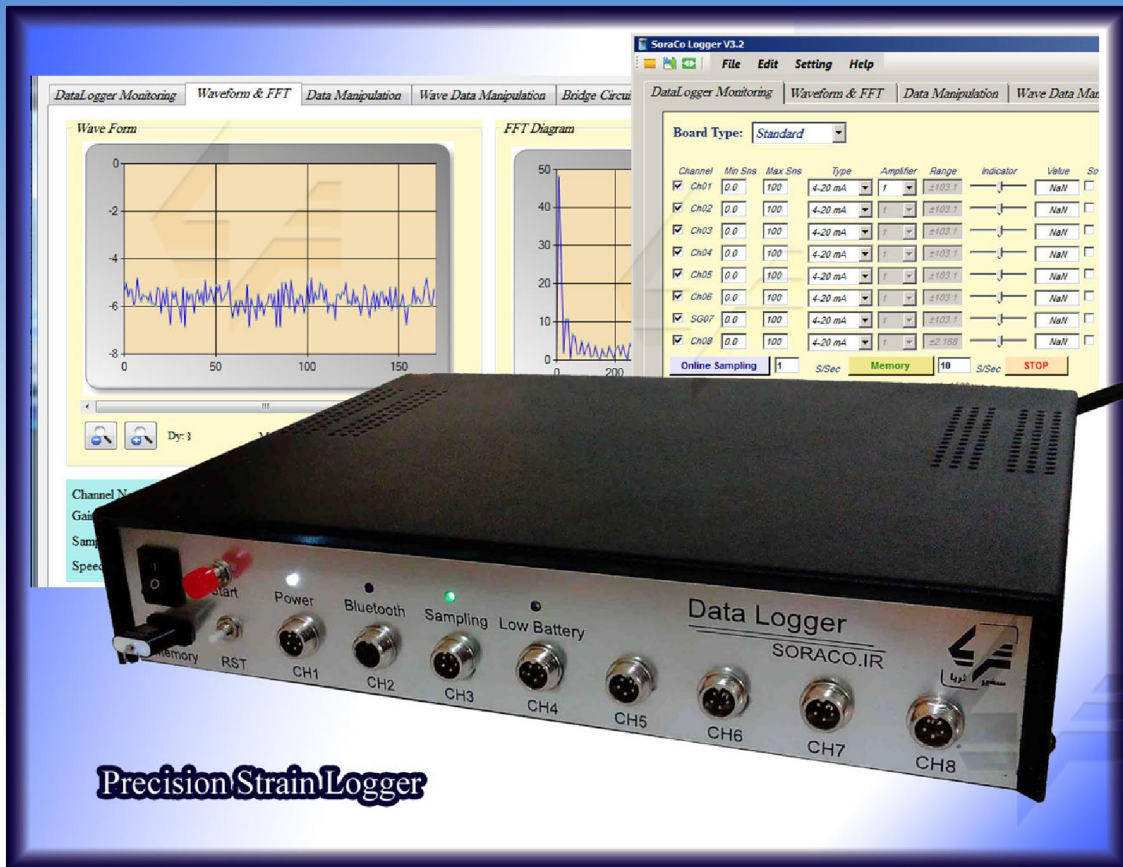 SoraCo Logger V3.2
File Edit Setting Help
DataLogger Monitoring Waveform & FFT Data Manipulation Wave Data Manipulation Bridge Circui
DataLogger Monitoring Waveform & FFT Data Manipulation Wave Data Man
Wave Form
0
-2
-4
-6
-8
0 50 100 150
Dy: 3
FFT Diagram
50
40
30
20
10
0
0 200
Board Type: Standard
Channel Min Sns Max Sns Type Amplifier Range Indicator Value So
Ch01 0.0 100 4-20 mA 1 ±103.1 NaN
Ch02 0.0 100 4-20 mA 1 ±103.1 NaN
Ch03 0.0 100 4-20 mA 1 ±103.1 NaN
Ch04 0.0 100 4-20 mA 1 ±103.1 NaN
Ch05 0.0 100 4-20 mA 1 ±103.1 NaN
Ch06 0.0 100 4-20 mA 1 ±103.1 NaN
SG07 0.0 100 4-20 mA 1 ±103.1 NaN
Ch08 0.0 100 4-20 mA 1 ±2.168 NaN
Online Sampling 1 S/Sec Memory 10 S/Sec STOP
Channel N
Gai
Sam
Speed
Start Power Bluetooth Sampling Low Battery
Memory RST
CH1 CH2 CH3 CH4 CH5 CH6 CH7 CH8
Data Logger
SORACO.IR
سفیر ثریا
Precision Strain Logger